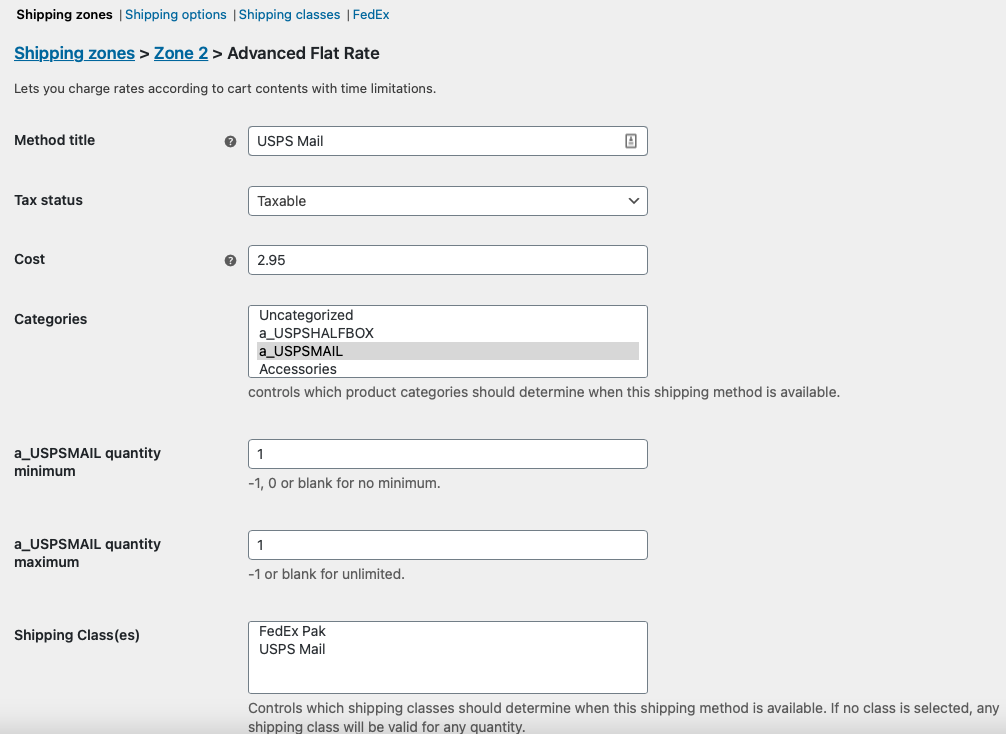 Shipping zones | Shipping options | Shipping classes | FedEx
Shipping zones > Zone 2 > Advanced Flat Rate
Lets you charge rates according to cart contents with time limitations.
Method title ? USPS Mail
Tax status Taxable
Cost ? 2.95
Categories
Uncategorized
a_USPSHALFBOX
a_USPSMAIL
Accessories
controls which product categories should determine when this shipping method is available.
a_USPSMAIL quantity
minimum
1
-1, 0 or blank for no minimum.
a_USPSMAIL quantity
maximum
1
-1 or blank for unlimited.
Shipping Class(es)
FedEx Pak
USPS Mail
Controls which shipping classes should determine when this shipping method is available. If no class is selected, any
shipping class will be valid for any quantity.